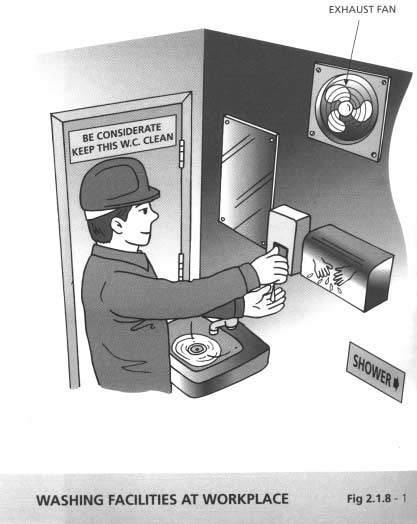 EXHAUST FAN
BE CONSIDERATE
KEEP THIS W.C. CLEAN
SHOWER
WASHING FACILITIES AT WORKPLACE
Fig 2.1.8 - 1